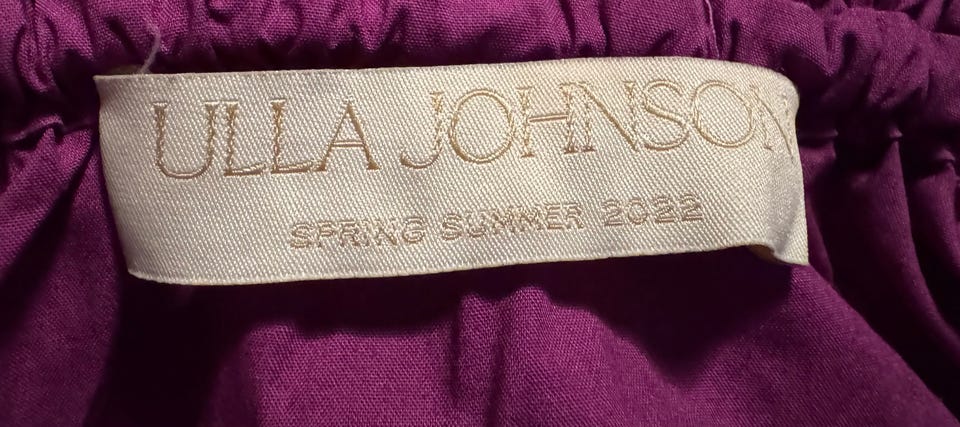 ULLA JOHNSON
SPRING SUMMER 2022